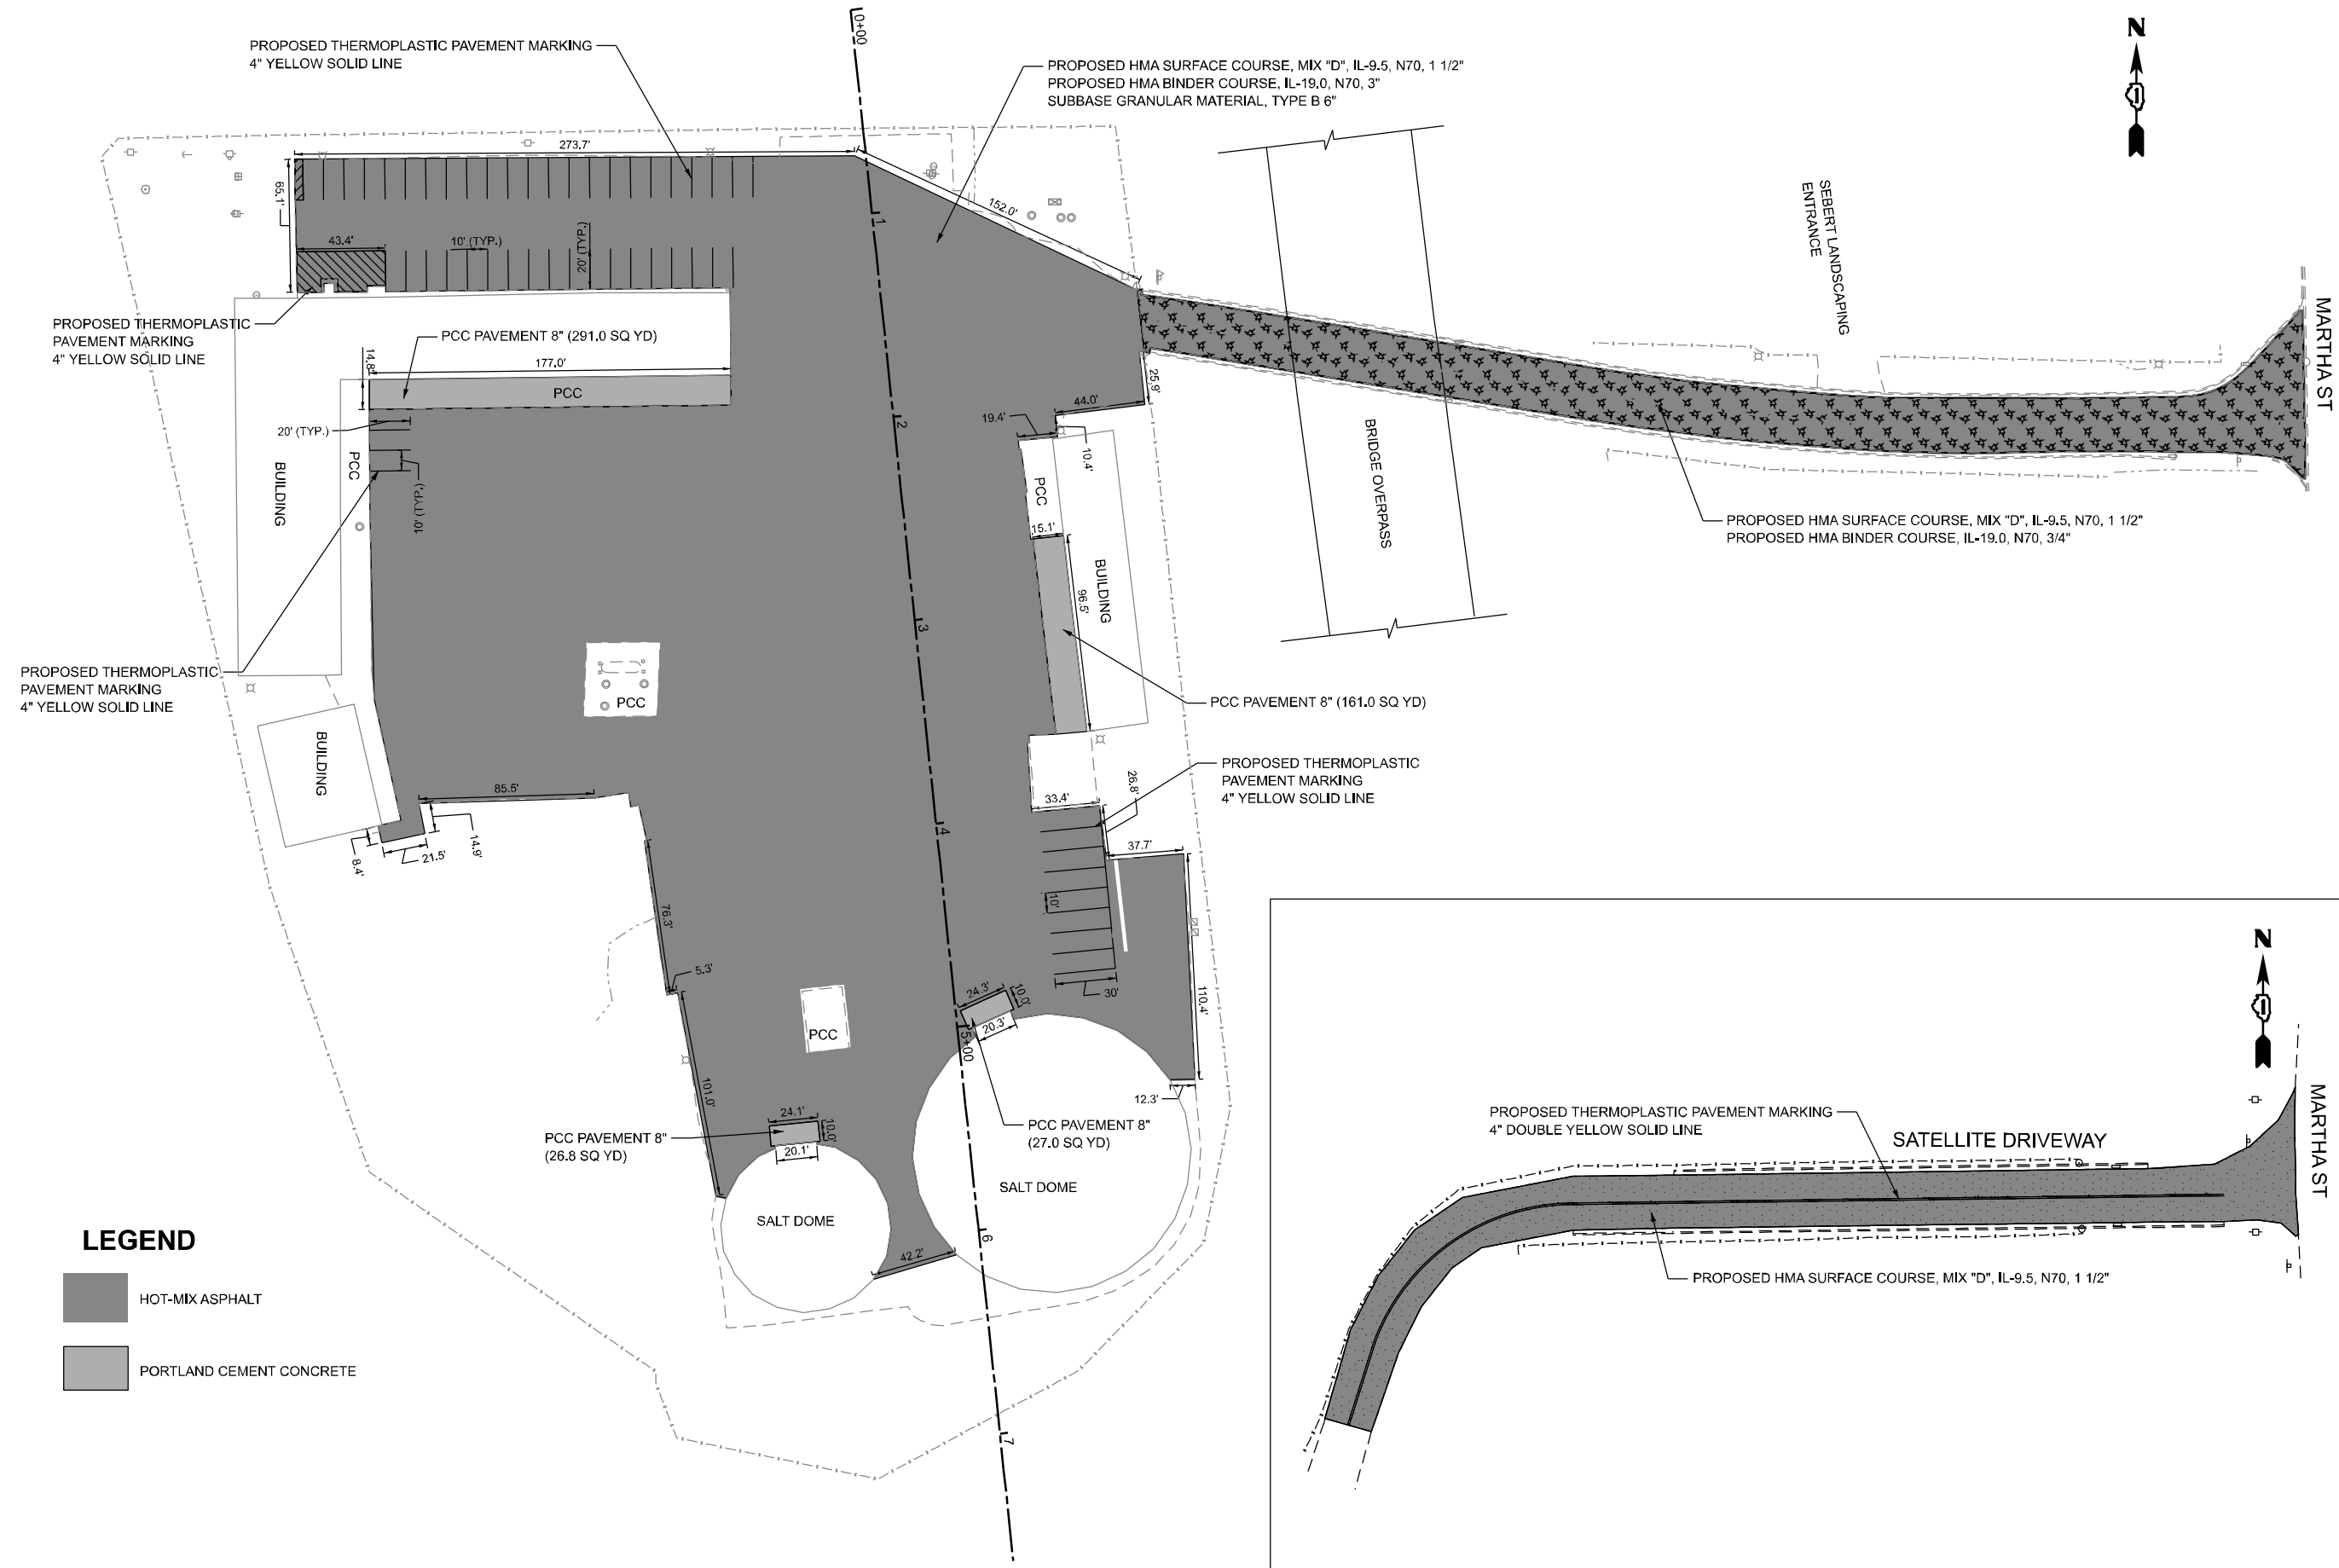 0+00
PROPOSED THERMOPLASTIC PAVEMENT MARKING
4" YELLOW SOLID LINE
PROPOSED HMA SURFACE COURSE, MIX "D", IL-9.5, N70, 1 1/2"
PROPOSED HMA BINDER COURSE, IL-19.0, N70, 3"
SUBBASE GRANULAR MATERIAL, TYPE B 6"
N
273.7'
65.1'
152.0'
1
43.4'
10' (TYP.)
20' (TYP.)
SEBERT LANDSCAPING
ENTRANCE
MARTHA ST
PROPOSED THERMOPLASTIC
PAVEMENT MARKING
4" YELLOW SOLID LINE
PCC PAVEMENT 8" (291.0 SQ YD)
14.8'
177.0'
PCC
25.9'
44.0'
19.4'
10.4'
2
20' (TYP.)
10' (TYP.)
BUILDING
PCC
PCC
15.1'
BUILDING
96.5'
BRIDGE OVERPASS
PROPOSED HMA SURFACE COURSE, MIX "D", IL-9.5, N70, 1 1/2"
PROPOSED HMA BINDER COURSE, IL-19.0, N70, 3/4"
3
PROPOSED THERMOPLASTIC
PAVEMENT MARKING
4" YELLOW SOLID LINE
PCC
PCC PAVEMENT 8" (161.0 SQ YD)
BUILDING
PROPOSED THERMOPLASTIC
PAVEMENT MARKING
4" YELLOW SOLID LINE
85.5'
33.4'
26.8'
4
14.9'
8.4'
21.5'
37.7'
10'
76.3'
5.3'
30'
110.4'
24.3'
10.0'
20.3'
5+00
PCC
101.0'
12.3'
24.1'
10.0'
20.1'
PCC PAVEMENT 8"
(26.8 SQ YD)
PCC PAVEMENT 8"
(27.0 SQ YD)
SALT DOME
SALT DOME
6
42.2'
7
LEGEND
HOT-MIX ASPHALT
PORTLAND CEMENT CONCRETE
N
PROPOSED THERMOPLASTIC PAVEMENT MARKING
4" DOUBLE YELLOW SOLID LINE
SATELLITE DRIVEWAY
MARTHA ST
PROPOSED HMA SURFACE COURSE, MIX "D", IL-9.5, N70, 1 1/2"